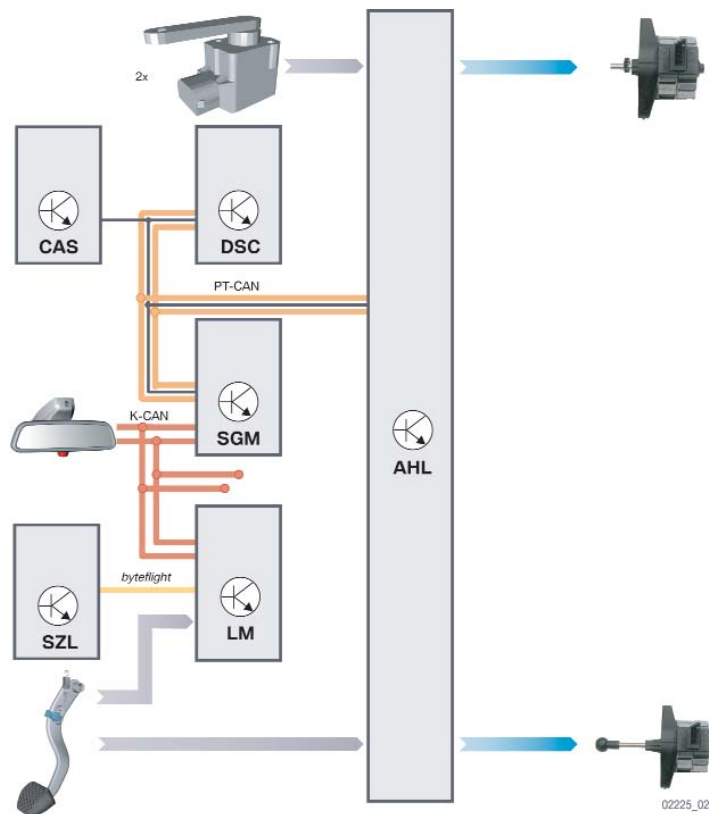 2x
CAS
DSC
PT-CAN
K-CAN
SGM
AHL
byteflight
SZL
LM
02225_02